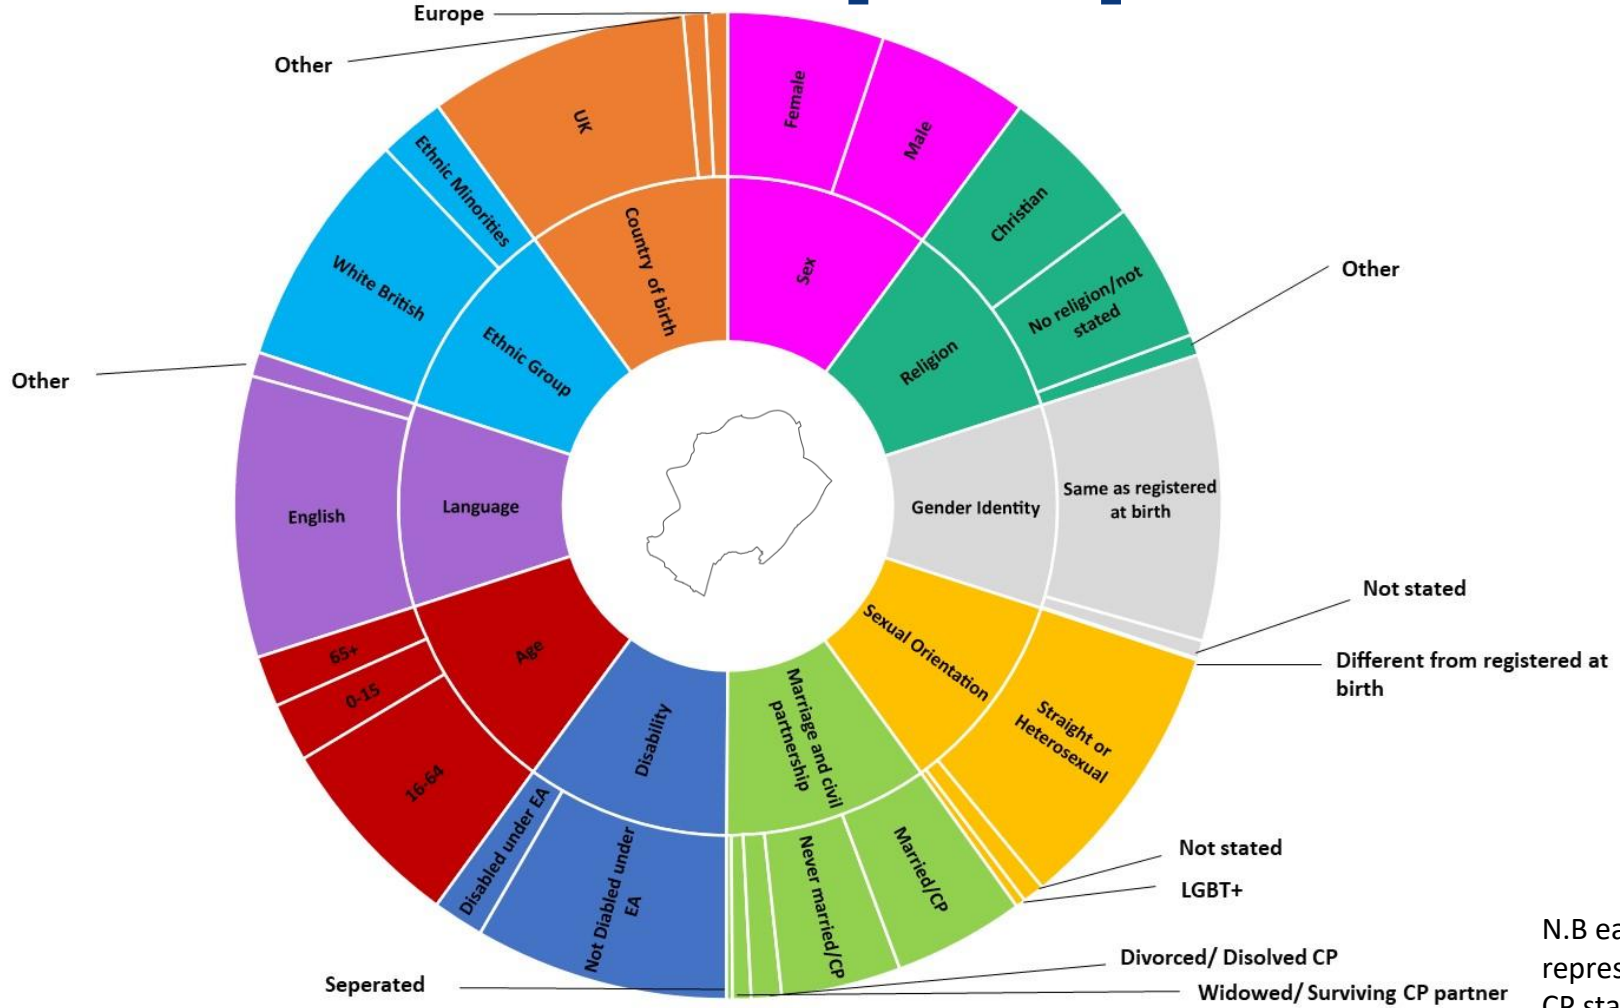 Europe
Other
UK
Female
Male
Ethnic Minorities
White British
Christian
No religion/not
stated
Other
Country of birth
Sex
Ethnic Group
Religion
Other
English
Language
Gender Identity
Same as registered
at birth
Not stated
Different from registered at
birth
65+
0-15
16-64
Age
Sexual Orientation
Straight or
Heterosexual
Disability
Marriage and civil
partnership
Disabled under EA
Not Diabled under
EA
Never married/CP
Married/CP
Not stated
LGBT+
Seperated
Divorced/ Disolved CP
Widowed/ Surviving CP partner
N.B